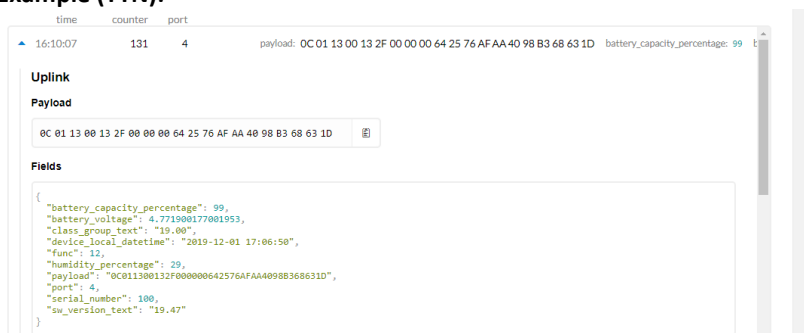 Example (TTN):
time counter port
16:10:07 131 4 payload: 0C 01 13 00 13 2F 00 00 00 64 25 76 AF AA 40 98 B3 68 63 1D battery_capacity_percentage: 99
Uplink
Payload
0C 01 13 00 13 2F 00 00 00 64 25 76 AF AA 40 98 B3 68 63 1D
Fields
{
"battery_capacity_percentage": 99,
"battery_voltage": 4.771900177001953,
"class_group_text": "19.00",
"device_local_datetime": "2019-12-01 17:06:50",
"func": 12,
"humidity_percentage": 29,
"payload": "0C011300132F000000642576AFAA4098B368631D",
"port": 4,
"serial_number": 100,
"sw_version_text": "19.47"
}